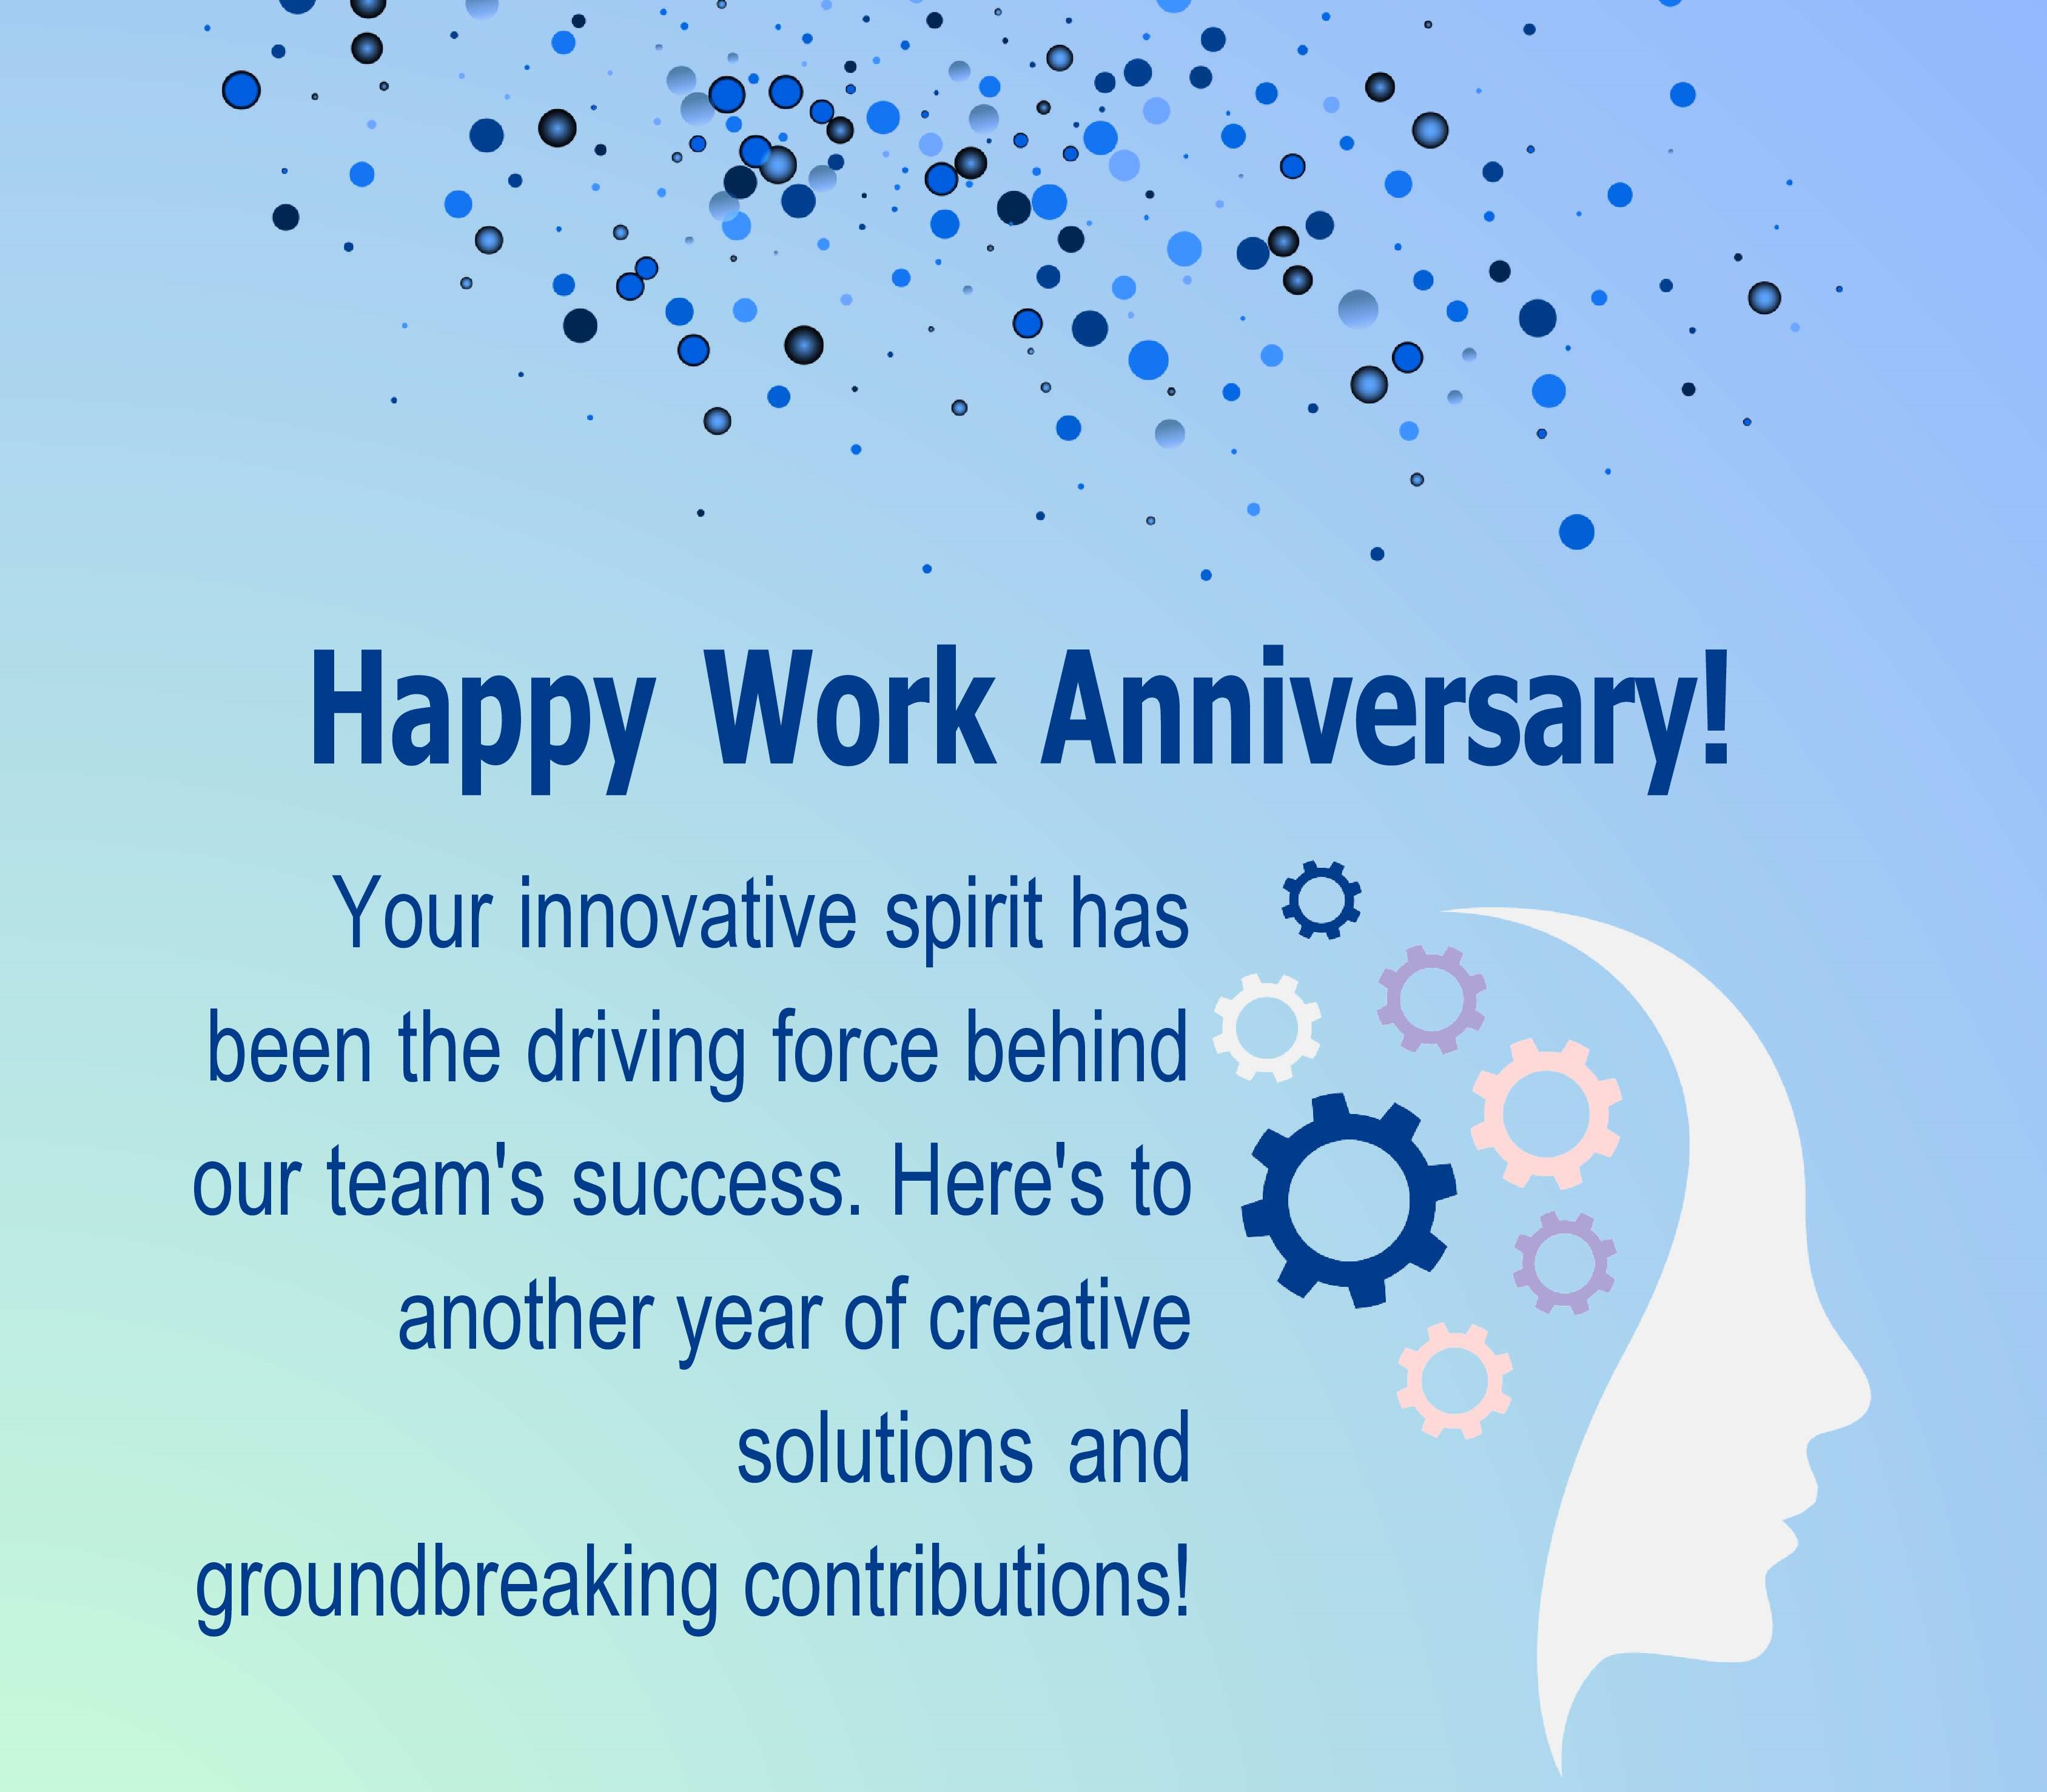 Happy Work Anniversary!
Your innovative spirit has
been the driving force behind
our team's success. Here's to
another year of creative
solutions and
groundbreaking contributions!